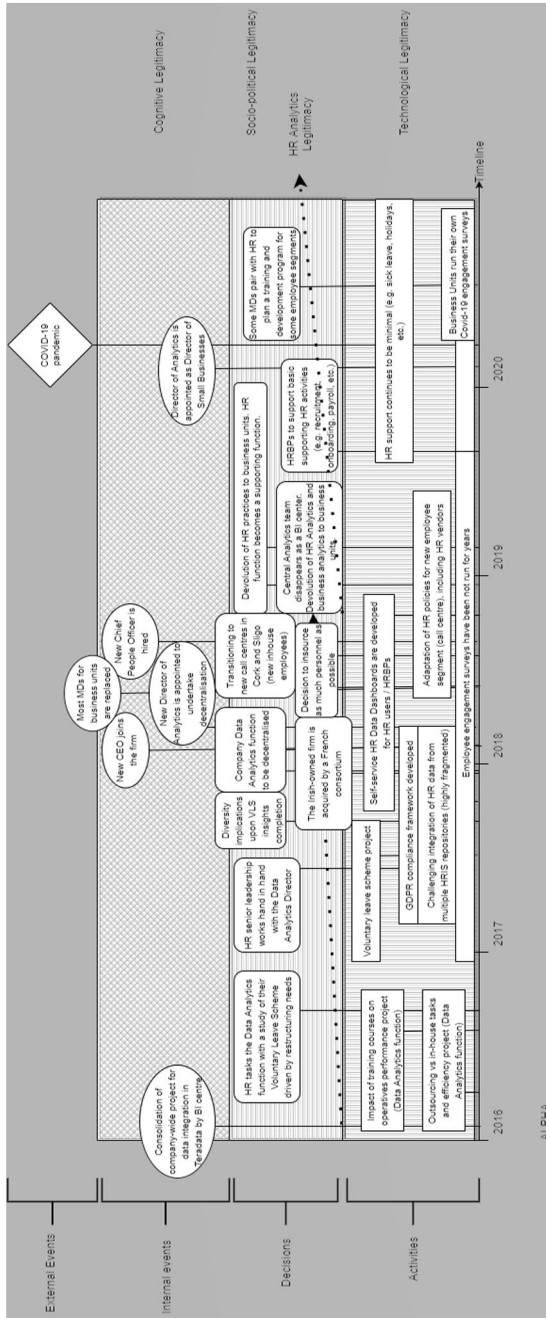 External Events
Internal events
Decisions
Activities
COVID-19
pandemic
Cognitive Legitimacy
Socio-political Legitimacy
HR Analytics
Legitimacy
Technological Legitimacy
Consolidation of
company-wide project for
data integration in
Teradata by BI centre
New CEO joins
the firm
Most MDs for
business units
are replaced
New Chief
People Officer is
hired
New Director of
Analytics is appointed to
undertake
decentralisation
Director of Analytics is
appointed as Director of
Small Businesses
HR tasks the Data Analytics
function with a study of their
Voluntary Leave Scheme
driven by restructuring needs
HR senior leadership
works hand in hand
with the Data
Analytics Director
Diversity
implications
upon VLS
insights
completion
Company Data
Analytics function
to be decentralised
The Irish-owned firm is
acquired by a French
consortium
Transitioning to
new call centres in
Cork and Sligo
(new inhouse
employees)
Decision to insource
as much personnel as
possible
Devolution of HR practices to business units. HR
function becomes a supporting function.
Central Analytics team
disappears as a BI center.
Devolution of HR Analytics and
business analytics to business
units
HRBPs to support basic
supporting HR activities
(e.g. recruitment,
onboarding, payroll, etc.)
Some MDs pair with HR to
plan a training and
development program for
some employee segments
Impact of training courses on
operatives performance project
(Data Analytics function)
Outsourcing vs in-house tasks
and efficiency project (Data
Analytics function)
Voluntary leave scheme project
GDPR compliance framework developed
Challenging integration of HR data from
multiple HRIS repositories (highly fragmented)
Self-service HR Data Dashboards are developed
for HR users / HRBPs
Adaptation of HR policies for new employee
segment (call centre), including HR vendors
Employee engagement surveys have been not run for years
HR support continues to be minimal (e.g. sick leave, holidays,
etc.)
Business Units run their own
Covid-19 engagement surveys
Timeline
2016
2017
2018
2019
2020
ALPHA